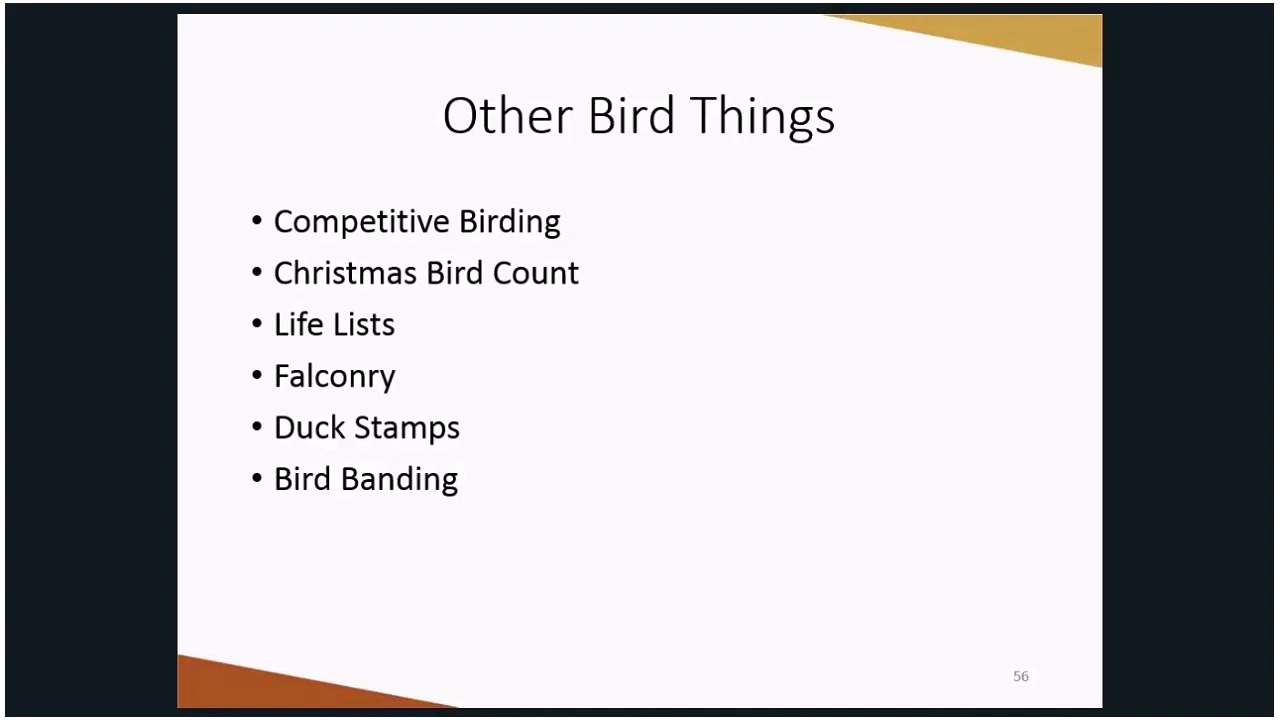 Other Bird Things
• Competitive Birding
• Christmas Bird Count
• Life Lists
• Falconry
• Duck Stamps
• Bird Banding
56